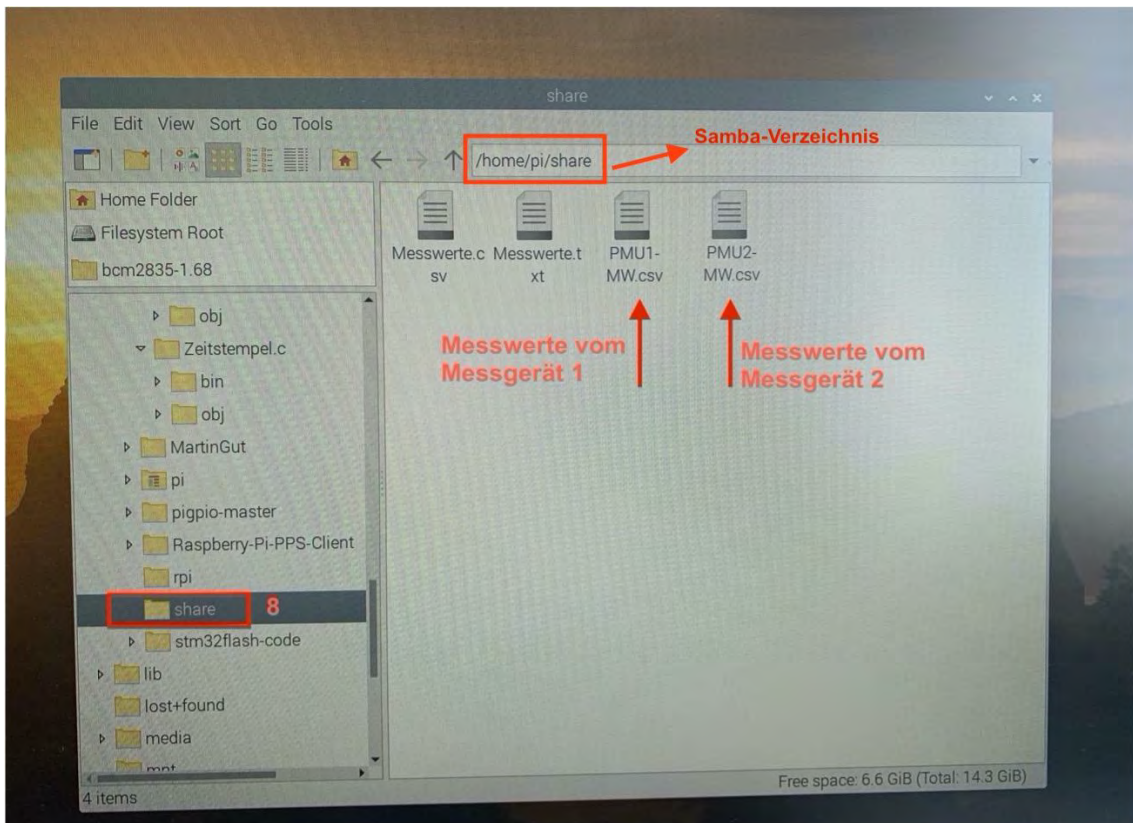 share
File Edit View Sort Go Tools
Samba-Verzeichnis
/home/pi/share
Home Folder
Filesystem Root
bcm2835-1.68
obj
Zeitstempel.c
bin
obj
MartinGut
pi
pigpio-master
Raspberry-Pi-PPS-Client
rpi
share
8
stm32flash-code
lib
lost+found
media
mnt
Messwerte.c
sv
Messwerte.t
xt
PMU1-
MW.csv
PMU2-
MW.csv
Messwerte vom
Messgerät 1
Messwerte vom
Messgerät 2
4 items
Free space: 6.6 GiB (Total: 14.3 GiB)